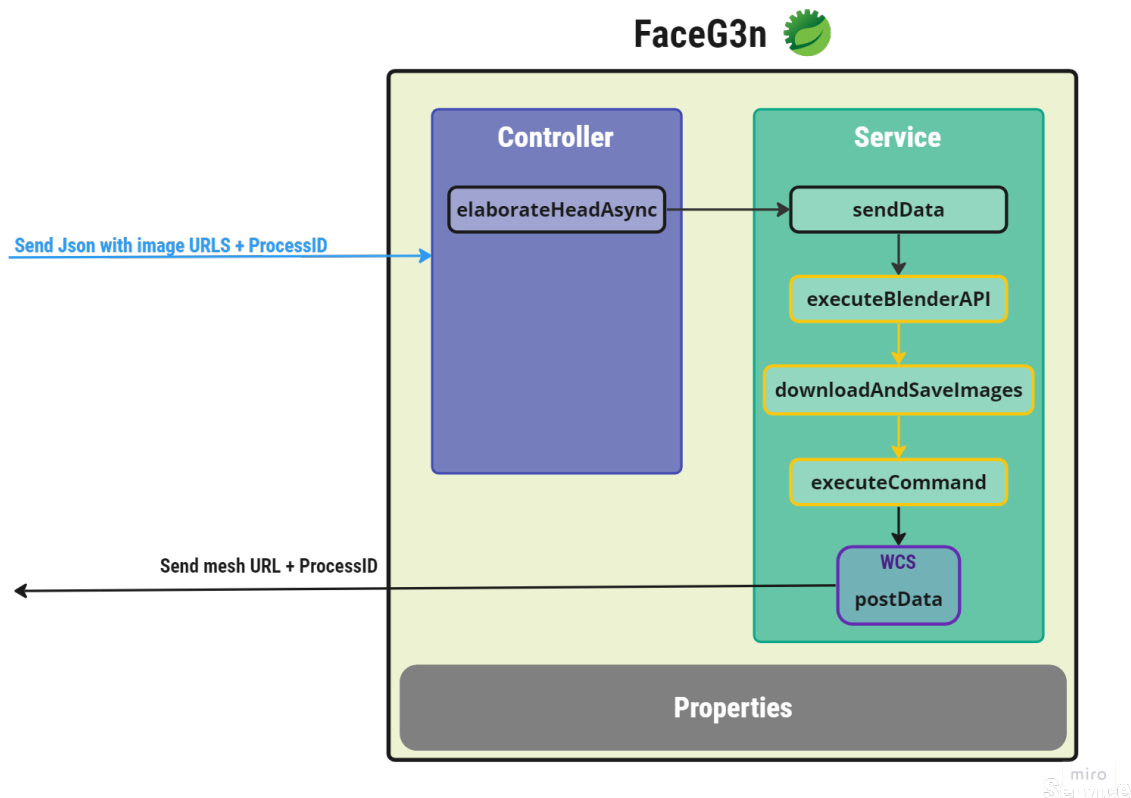 FaceG3n
Controller
Service
elaborateHeadAsync
sendData
Send Json with image URLS + ProcessID
executeBlenderAPI
downloadAndSaveImages
executeCommand
WCS
postData
Send mesh URL + ProcessID
Properties
miro
Service